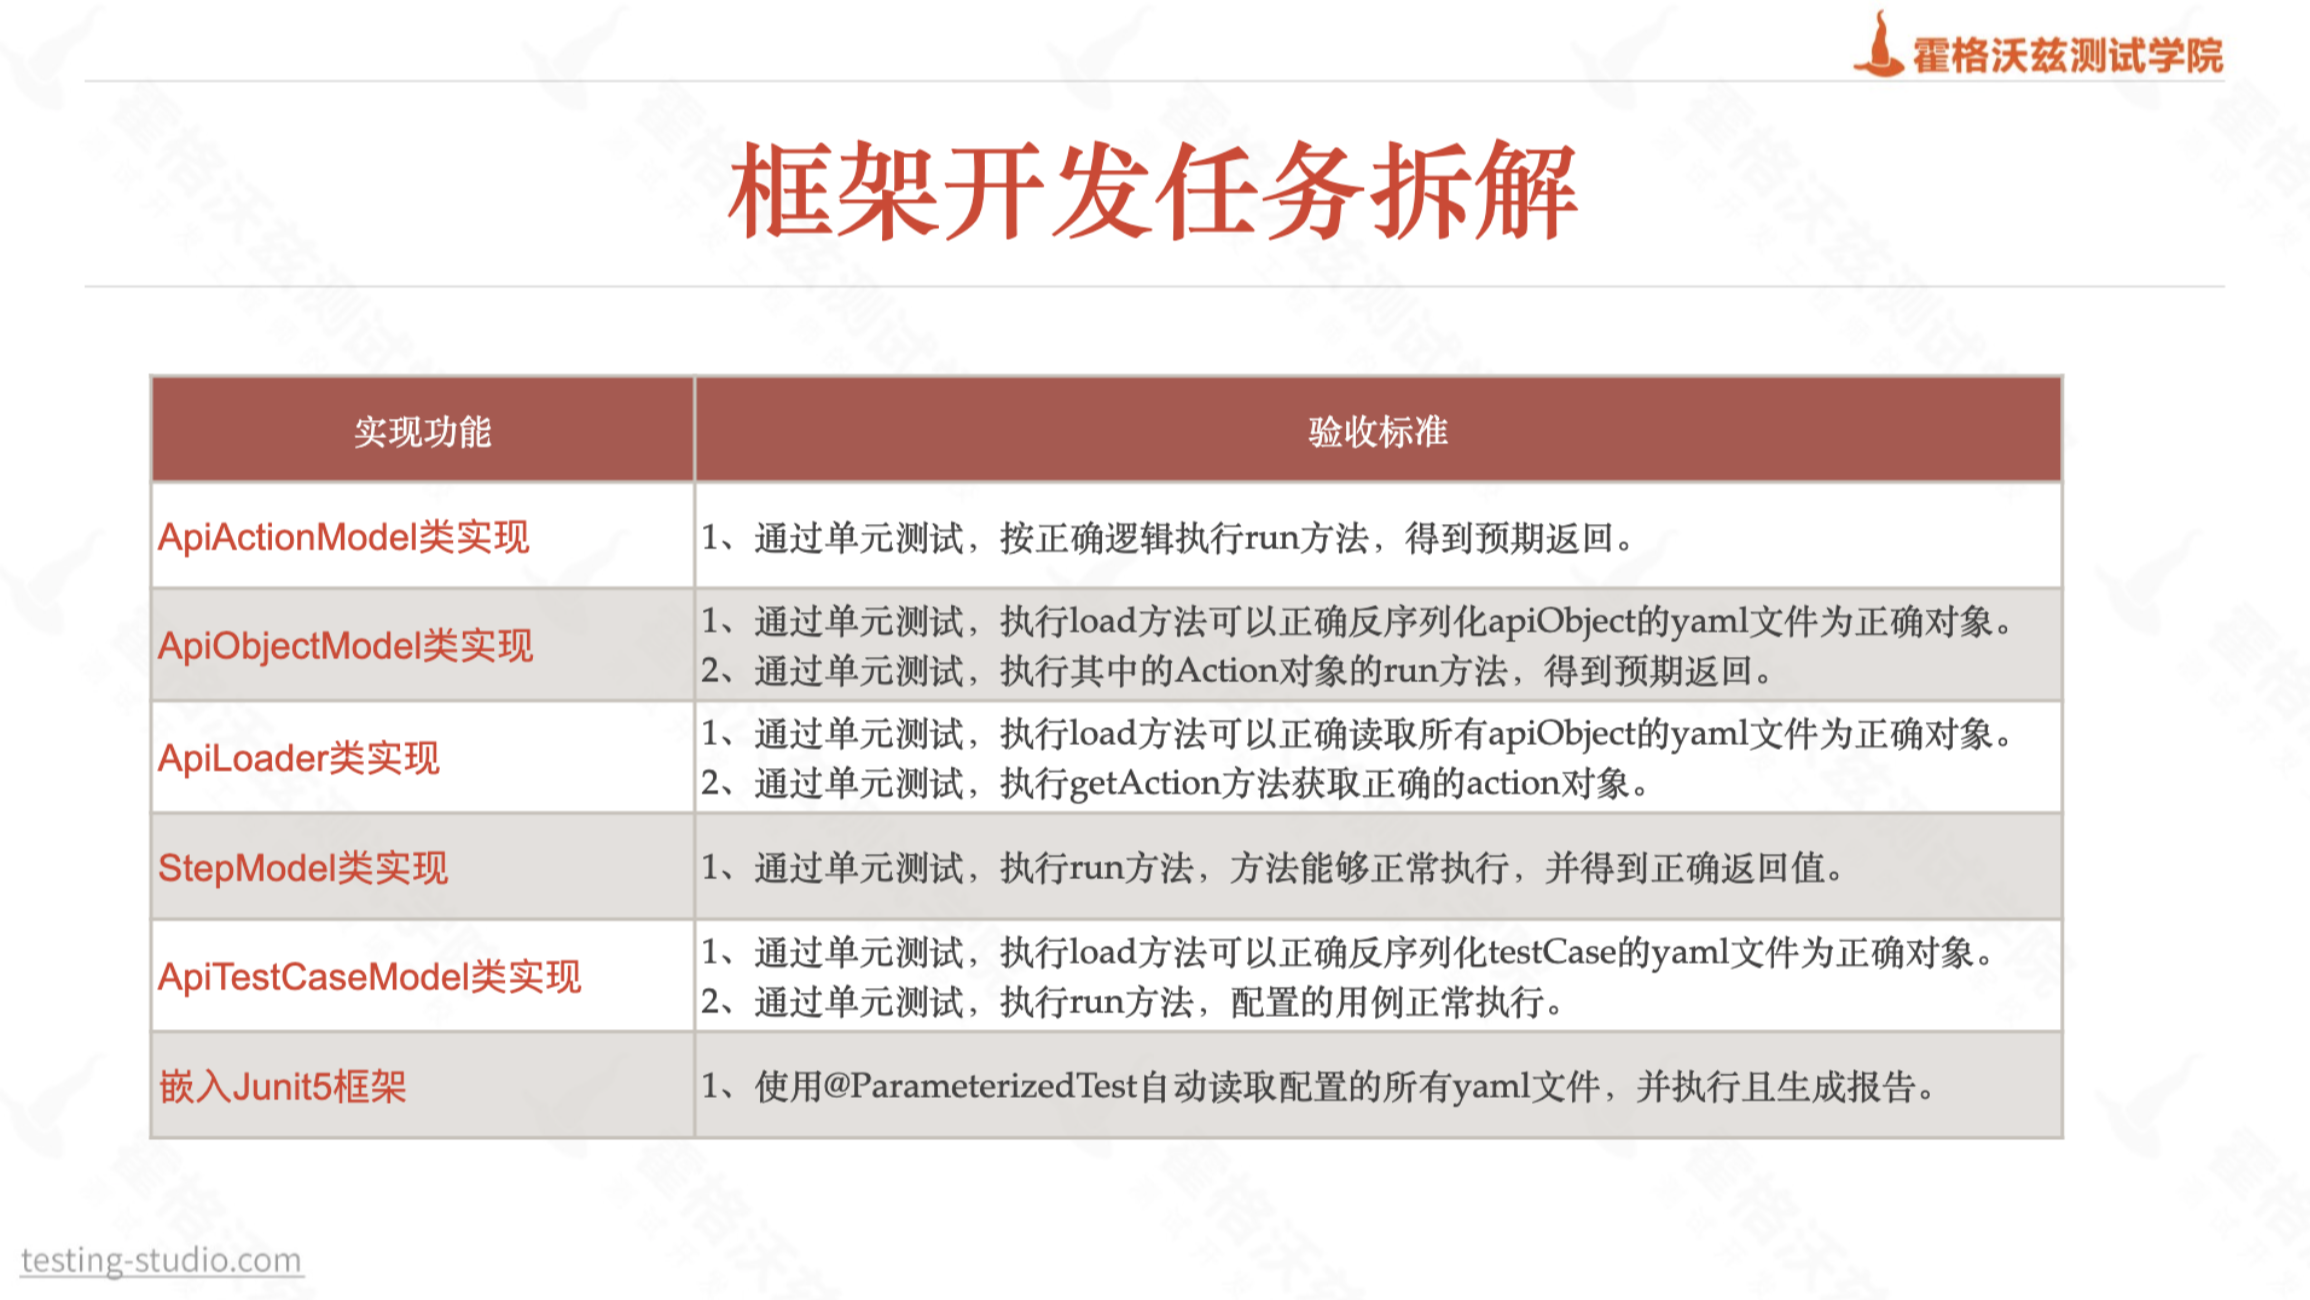 霍格沃兹测试学院
框架开发任务拆解
实现功能
验收标准
ApiActionModel类实现
1、通过单元测试，按正确逻辑执行run方法，得到预期返回。
ApiObjectModel类实现
1、通过单元测试，执行load方法可以正确反序列化apiObject的yaml文件为正确对象。
2、通过单元测试，执行其中的Action对象的run方法，得到预期返回。
ApiLoader类实现
1、通过单元测试，执行load方法可以正确读取所有apiObject的yaml文件为正确对象。
2、通过单元测试，执行getAction方法获取正确的action对象。
StepModel类实现
1、通过单元测试，执行run方法，方法能够正常执行，并得到正确返回值。
ApiTestCaseModel类实现
1、通过单元测试，执行load方法可以正确反序列化testCase的yaml文件为正确对象。
2、通过单元测试，执行run方法，配置的用例正常执行。
嵌入Junit5框架
1、使用@ParameterizedTest自动读取配置的所有yaml文件，并执行且生成报告。
testing-studio.com